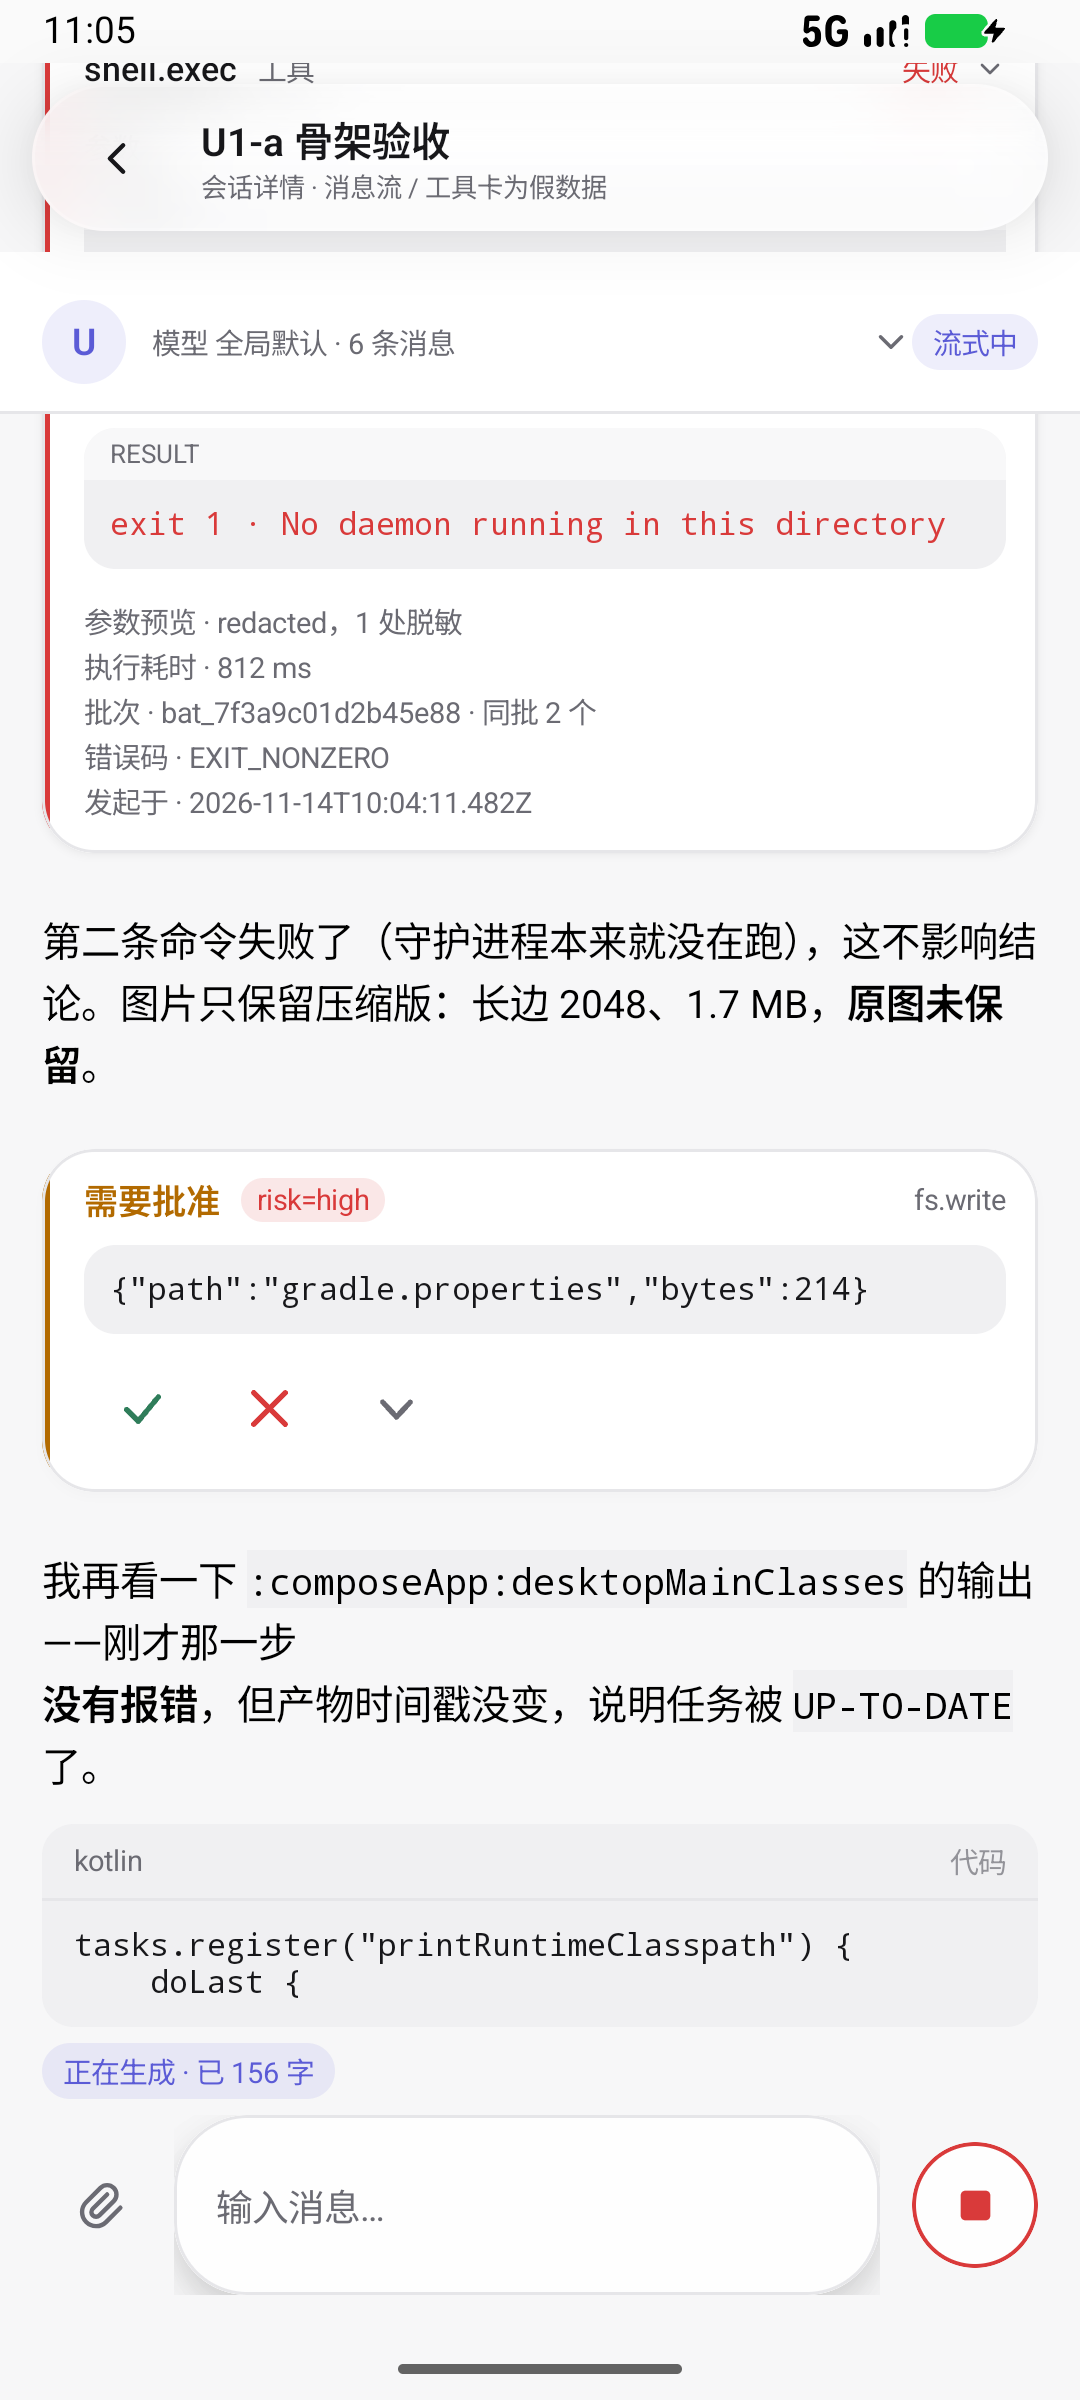 11:05
5G
shell.exec 工具 失败
U1-a 骨架验收
会话详情 · 消息流 / 工具卡为假数据
U 模型 全局默认 · 6 条消息 流式中
RESULT
exit 1 · No daemon running in this directory
参数预览 · redacted，1 处脱敏
执行耗时 · 812 ms
批次 · bat_7f3a9c01d2b45e88 · 同批 2 个
错误码 · EXIT_NONZERO
发起于 · 2026-11-14T10:04:11.482Z
第二条命令失败了（守护进程本来就没在跑），这不影响结
论。图片只保留压缩版：长边 2048、1.7 MB，原图未保
留。
需要批准 risk=high fs.write
{"path":"gradle.properties","bytes":214}
我再看一下 :composeApp:desktopMainClasses 的输出
——刚才那一步
没有报错，但产物时间戳没变，说明任务被 UP-TO-DATE
了。
kotlin 代码
tasks.register("printRuntimeClasspath") {
    doLast {
正在生成 · 已 156 字
输入消息...